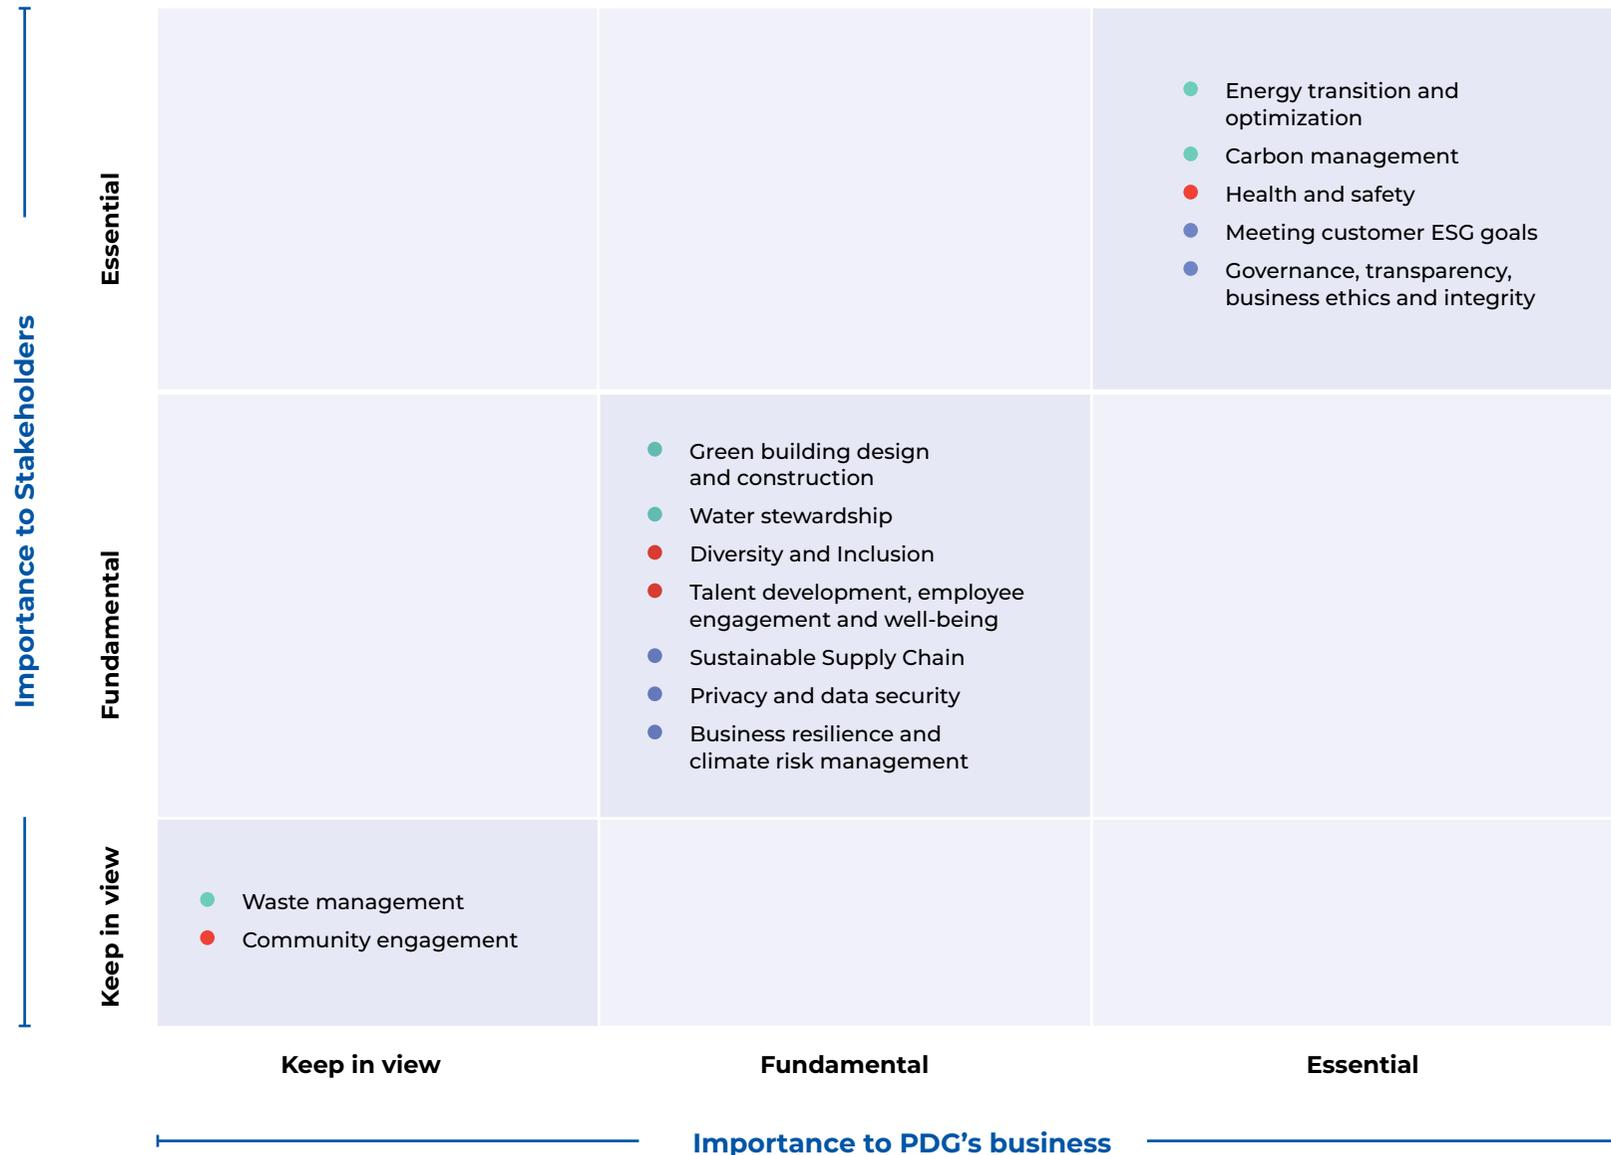 Importance to Stakeholders
Essential
Energy transition and
optimization
Carbon management
Health and safety
Meeting customer ESG goals
Governance, transparency,
business ethics and integrity
Fundamental
Green building design
and construction
Water stewardship
Diversity and Inclusion
Talent development, employee
engagement and well-being
Sustainable Supply Chain
Privacy and data security
Business resilience and
climate risk management
Keep in view
Waste management
Community engagement
Keep in view
Fundamental
Essential
Importance to PDG’s business